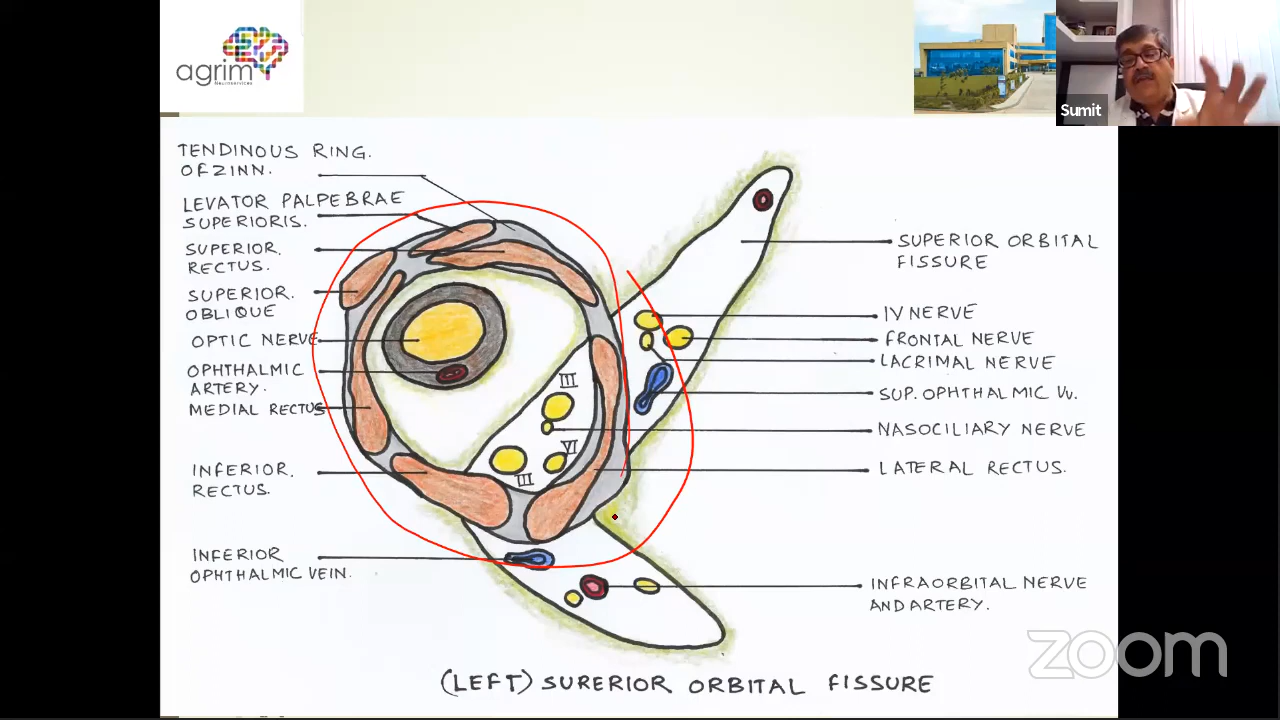 agrim
Neuroservices
Sumit
TENDINOUS RING.
OF ZINN.
LEVATOR PALPEBRAE
SUPERIORIS.
SUPERIOR.
RECTUS.
SUPERIOR.
OBLIQUE
OPTIC NERVE
OPHTHALMIC
ARTERY.
MEDIAL RECTUS
INFERIOR.
RECTUS.
INFERIOR
OPHTHALMIC VEIN.
III
VI
III
SUPERIOR ORBITAL
FISSURE
IV NERVE
FRONTAL NERVE
LACRIMAL NERVE
SUP. OPHTHALMIC Vv.
NASOCILIARY NERVE
LATERAL RECTUS.
INFRAORBITAL NERVE
AND ARTERY.
zoom
(LEFT) SURERIOR ORBITAL FISSURE